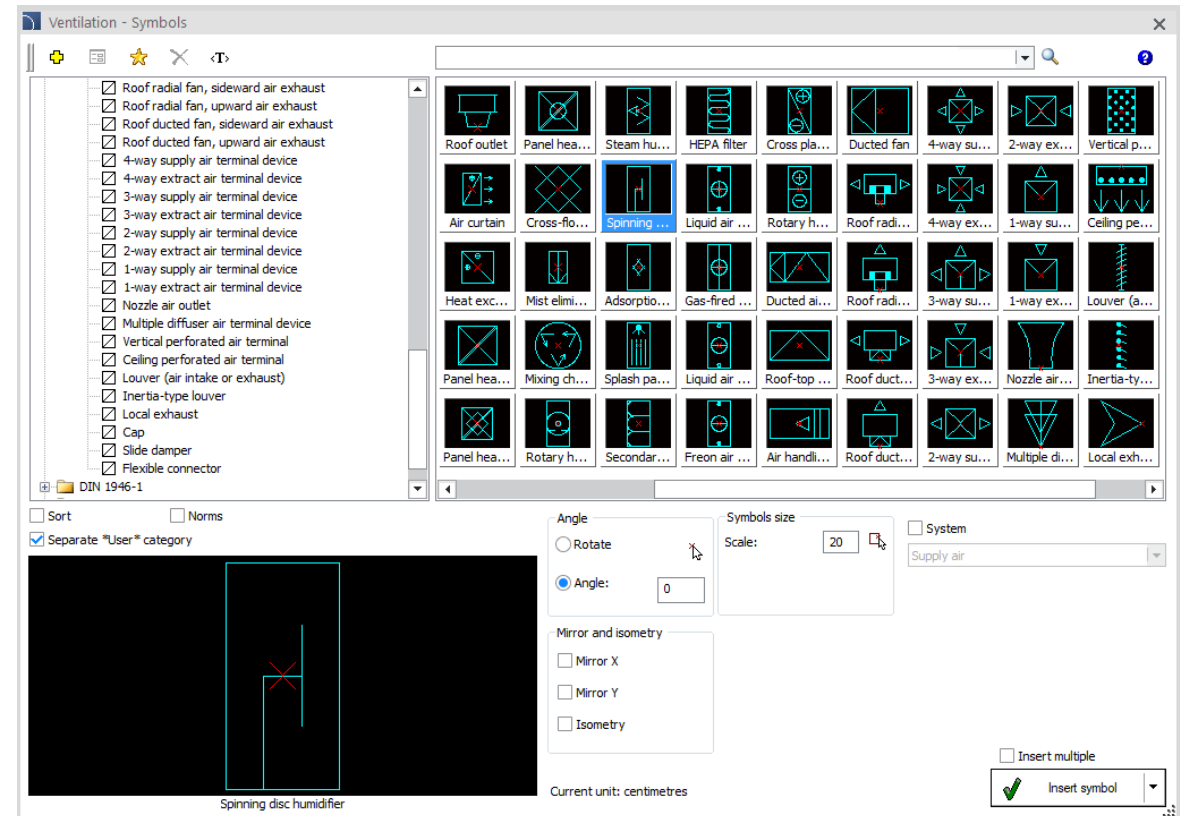 Ventilation - Symbols
‹T›
Roof radial fan, sideward air exhaust
Roof radial fan, upward air exhaust
Roof ducted fan, sideward air exhaust
Roof ducted fan, upward air exhaust
4-way supply air terminal device
4-way extract air terminal device
3-way supply air terminal device
3-way extract air terminal device
2-way supply air terminal device
2-way extract air terminal device
1-way supply air terminal device
1-way extract air terminal device
Nozzle air outlet
Multiple diffuser air terminal device
Vertical perforated air terminal
Ceiling perforated air terminal
Louver (air intake or exhaust)
Inertia-type louver
Local exhaust
Cap
Slide damper
Flexible connector
DIN 1946-1
Roof outlet Panel hea... Steam hu... HEPA filter Cross pla... Ducted fan 4-way su... 2-way ex... Vertical p...
Air curtain Cross-flo... Spinning ... Liquid air ... Rotary h... Roof radi... 4-way ex... 1-way su... Ceiling pe...
Heat exc... Mist elimi... Adsorptio... Gas-fired ... Ducted ai... Roof radi... 3-way su... 1-way ex... Louver (a...
Panel hea... Mixing ch... Splash pa... Liquid air ... Roof-top ... Roof duct... 3-way ex... Nozzle air... Inertia-ty...
Panel hea... Rotary h... Secondar... Freon air ... Air handli... Roof duct... 2-way su... Multiple di... Local exh...
Sort Norms
Separate *User* category
Spinning disc humidifier
Angle
Rotate
Angle: 0
Symbols size
Scale: 20
System
Supply air
Mirror and isometry
Mirror X
Mirror Y
Isometry
Current unit: centimetres
Insert multiple
Insert symbol